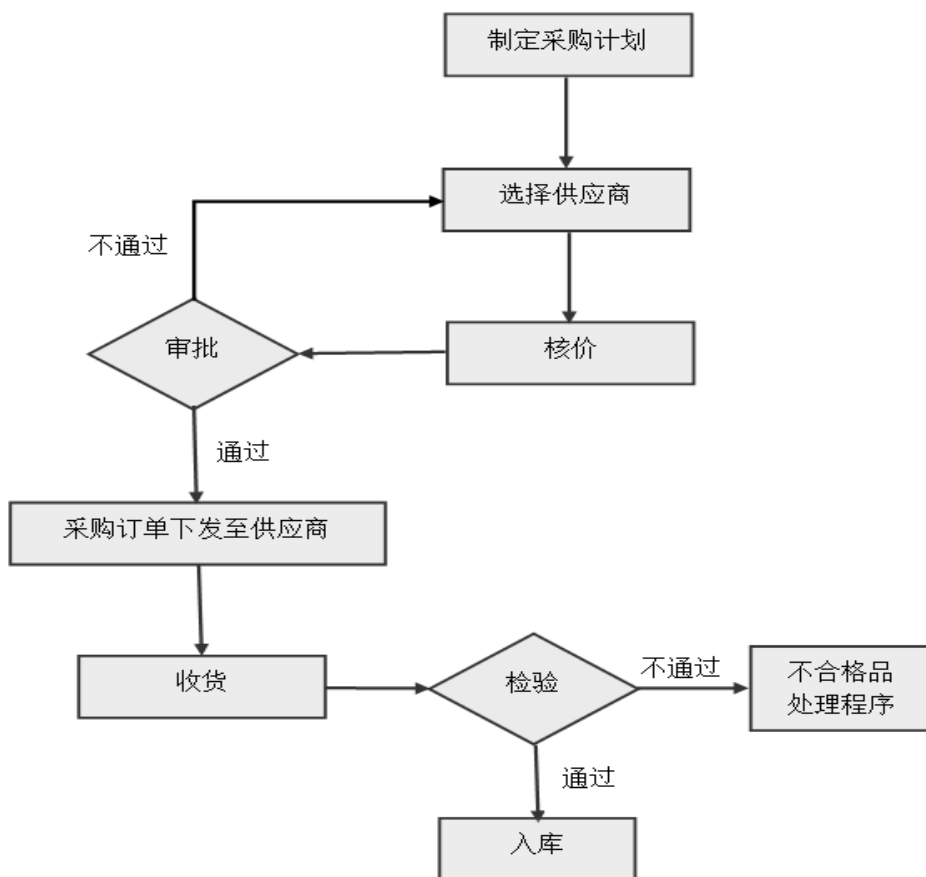 制定采购计划
选择供应商
不通过
审批
核价
通过
采购订单下发至供应商
收货
检验
不通过
不合格品
处理程序
通过
入库